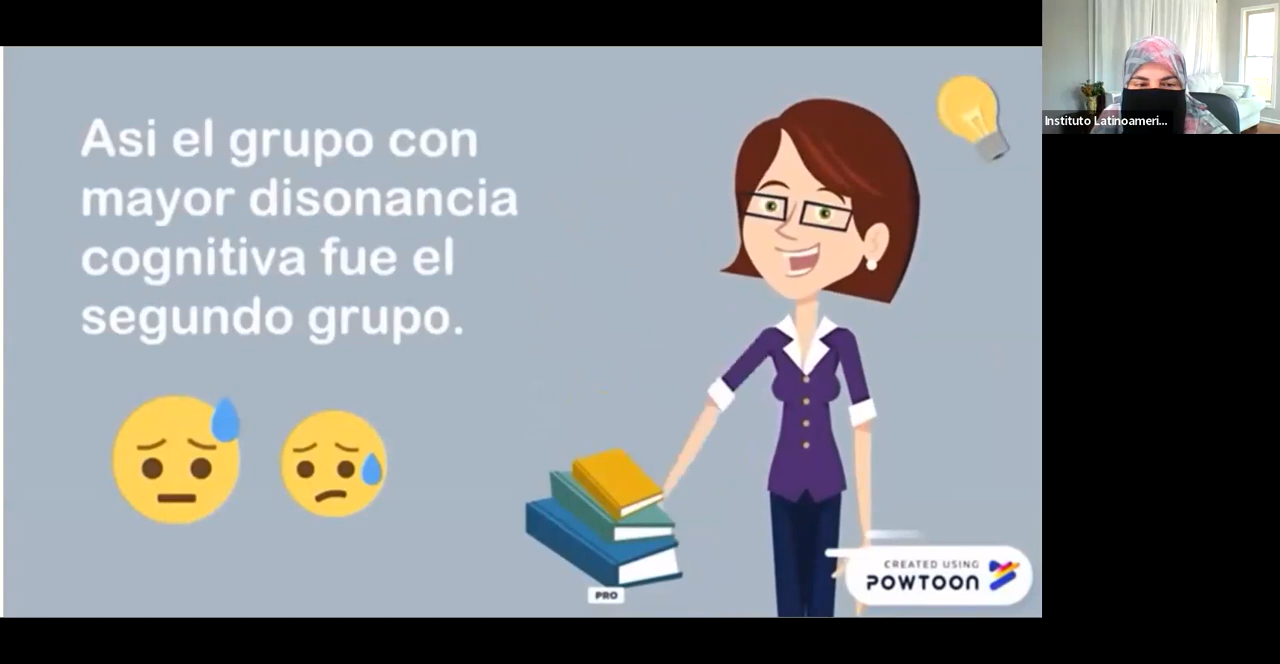 Asi el grupo con
mayor disonancia
cognitiva fue el
segundo grupo.
Instituto Latinoameri...
PRO
CREATED USING
POWTOON